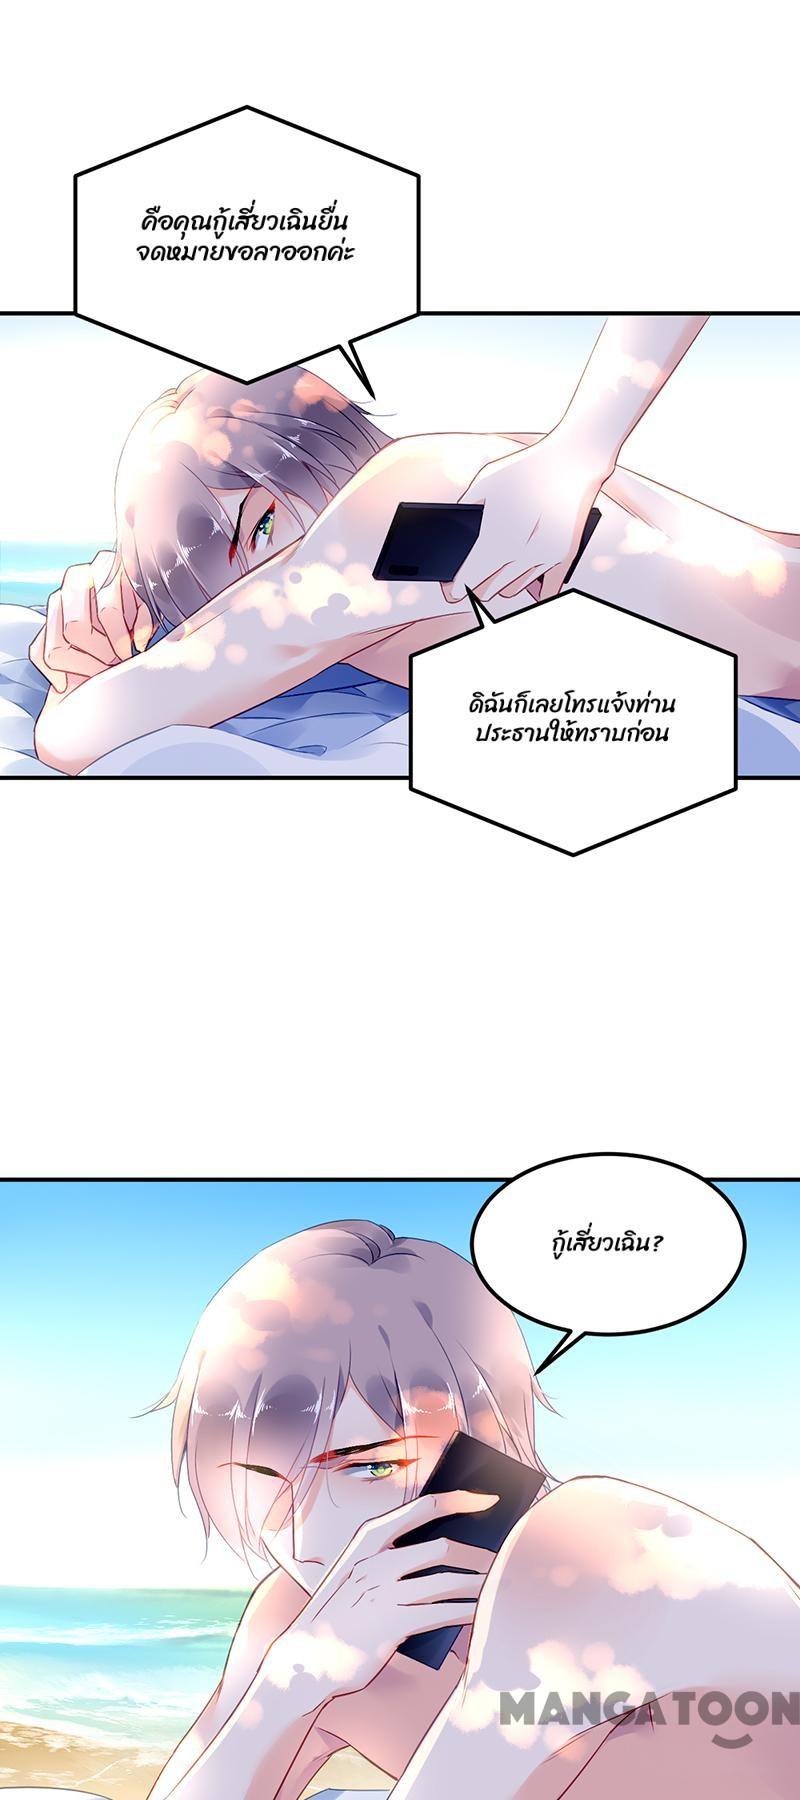 คือคุณกู้เสี่ยวเฉินยื่น
จดหมายขอลาออกค่ะ
ดิฉันก็เลยโทรแจ้งท่าน
ประธานให้ทราบก่อน
กู้เสี่ยวเฉิน?
MANGATOON